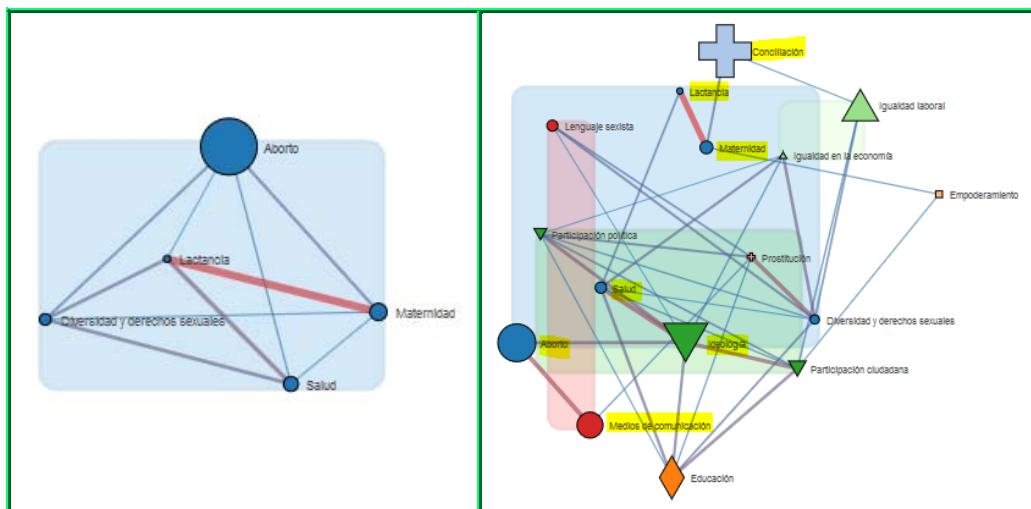 Aborto
Lactancia
Maternidad
Diversidad y derechos sexuales
Salud
Conciliación
Lactancia
Igualdad laboral
Lenguaje sexista
Maternidad
Igualdad en la economía
Empoderamiento
Participación política
Prostitución
Salud
Diversidad y derechos sexuales
Aborto
Ideología
Participación ciudadana
Medios de comunicación
Educación